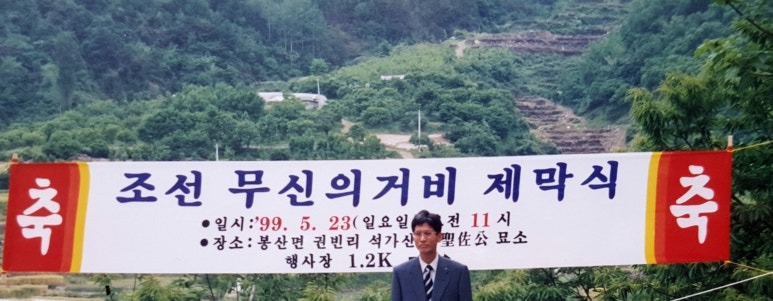 축 조선 무신의거비 제막식 축
• 일시:'99. 5. 23(일요일 전 11시
• 장소: 봉산면 권빈리 석가산 聖佐公 묘소
행사장 1.2K